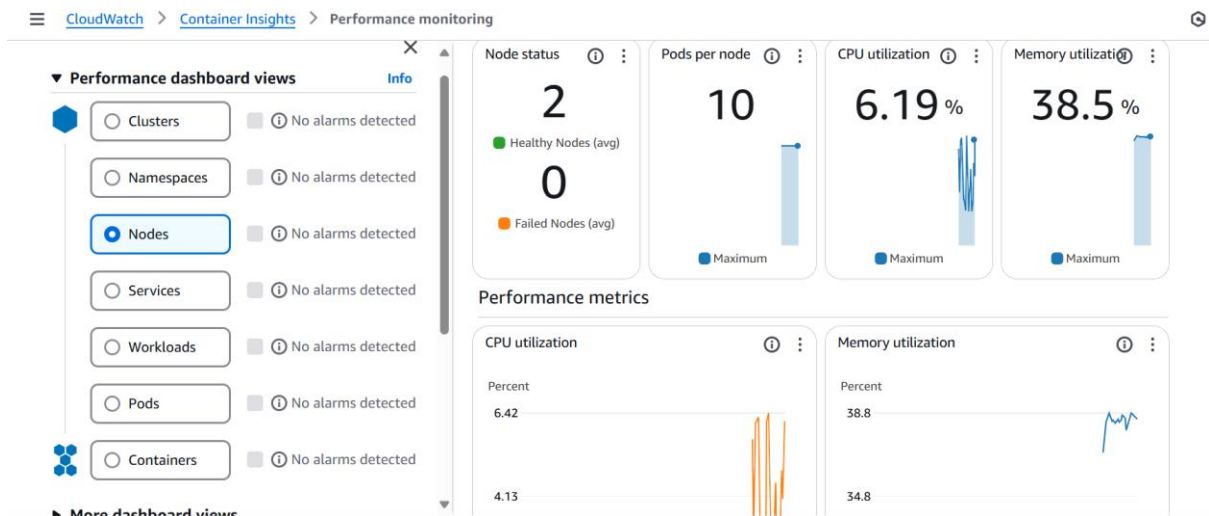 CloudWatch > Container Insights > Performance monitoring
Performance dashboard views Info
Clusters No alarms detected
Namespaces No alarms detected
Nodes No alarms detected
Services No alarms detected
Workloads No alarms detected
Pods No alarms detected
Containers No alarms detected
More dashboard views
Node status
2
Healthy Nodes (avg)
0
Failed Nodes (avg)
Pods per node
10
Maximum
CPU utilization
6.19 %
Maximum
Memory utilization
38.5 %
Maximum
Performance metrics
CPU utilization
Percent
6.42
4.13
Memory utilization
Percent
38.8
34.8